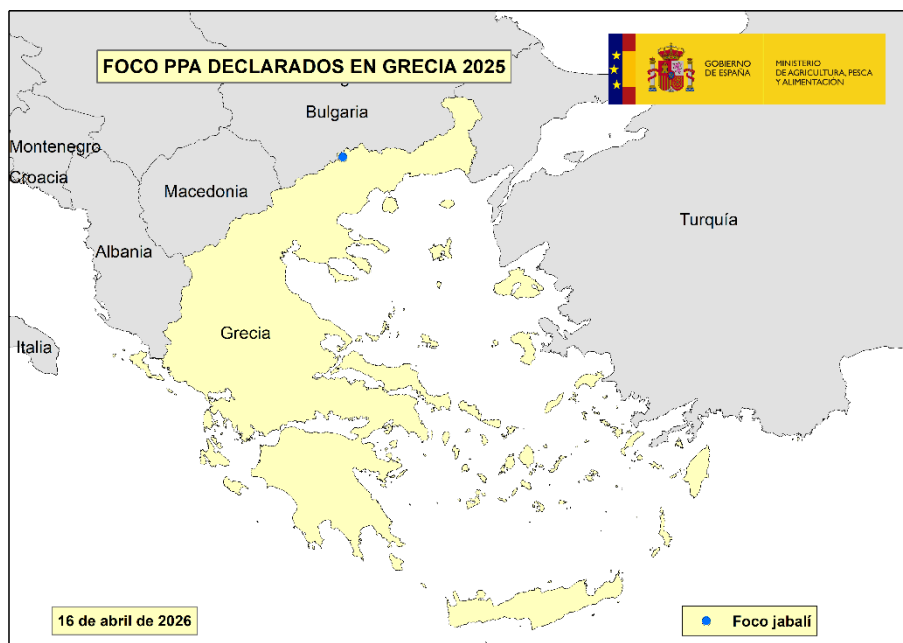 FOCO PPA DECLARADOS EN GRECIA 2025
GOBIERNO
DE ESPAÑA
MINISTERIO
DE AGRICULTURA, PESCA
Y ALIMENTACIÓN
Bulgaria
Montenegro
Croacia
Macedonia
Albania
Turquía
Grecia
Italia
16 de abril de 2026
Foco jabalí